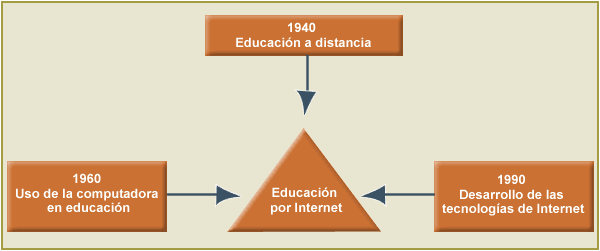 1940
Educación a distancia
1960
Uso de la computadora
en educación
Educación
por Internet
1990
Desarrollo de las
tecnologías de Internet